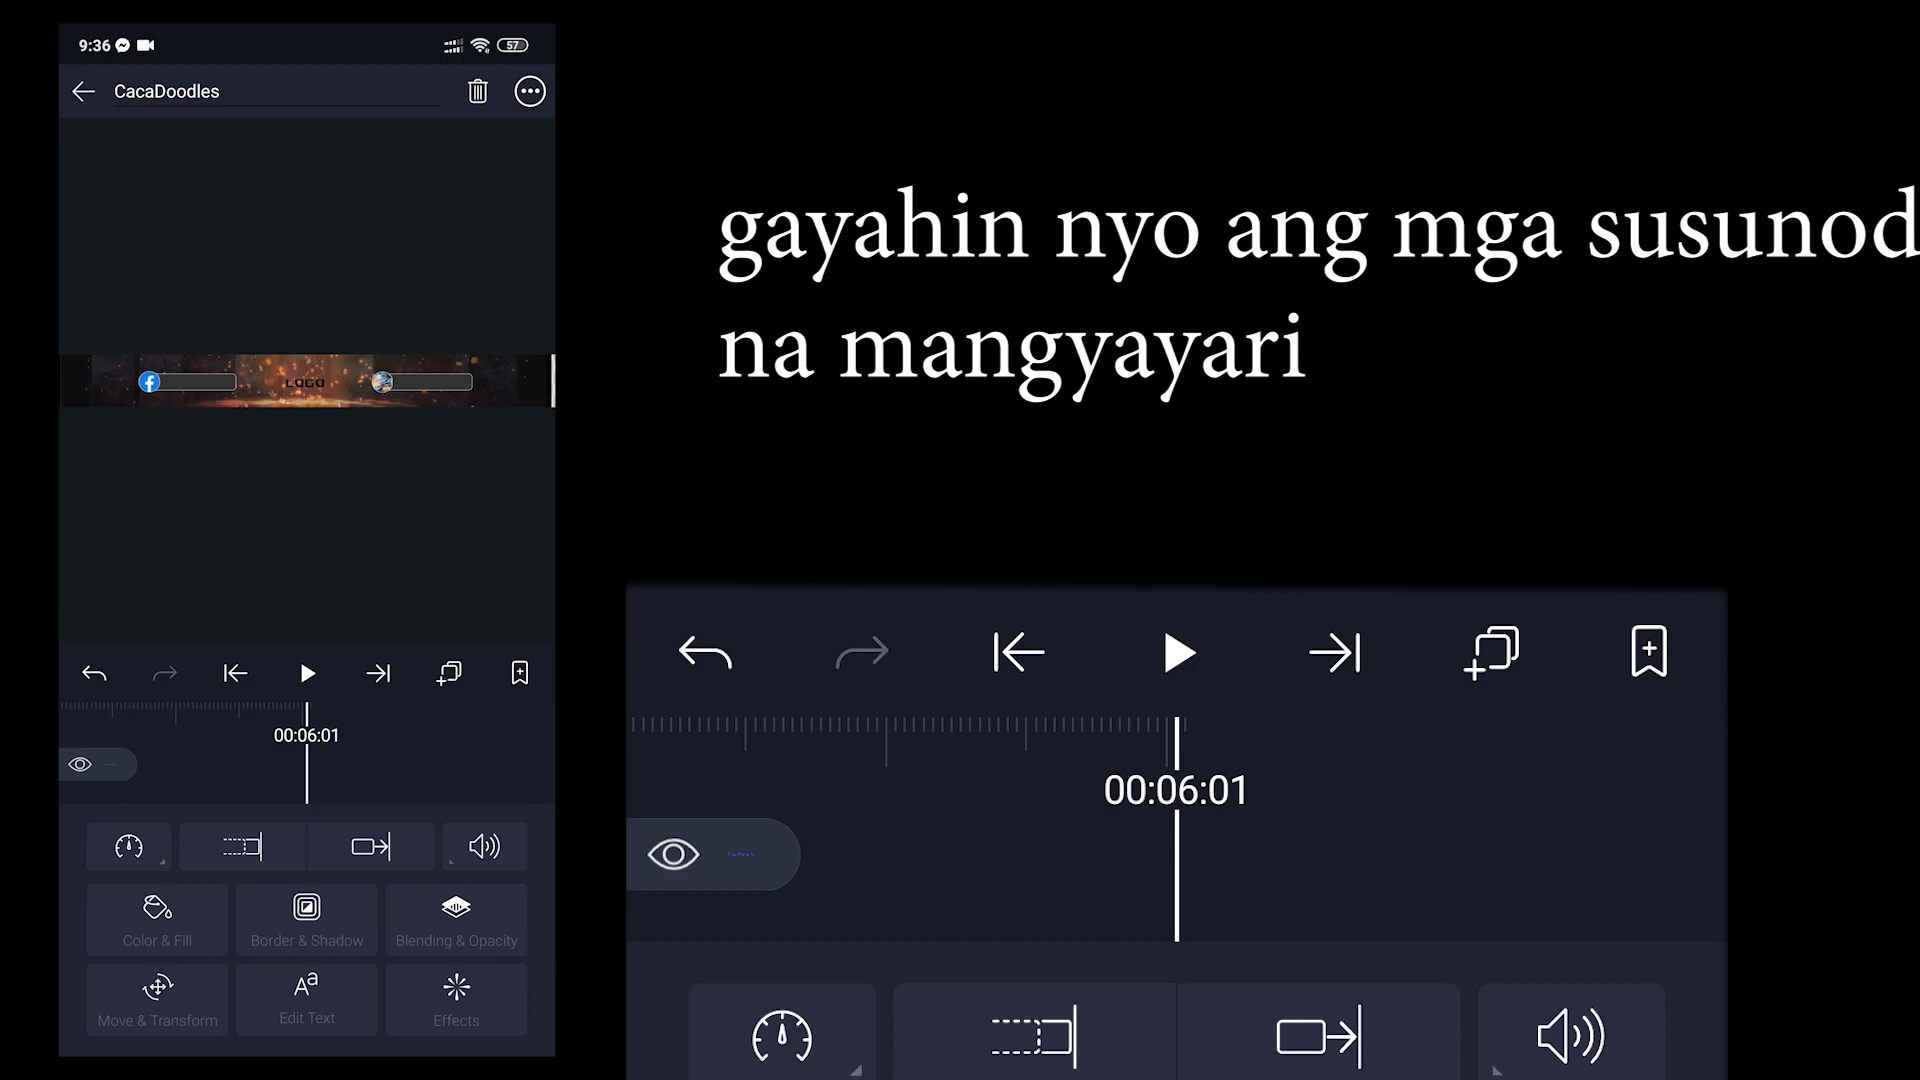 9:36
57
CacaDoodles
gayahin nyo ang mga susunod
na mangyayari
LOGO
00:06:01
00:06:01
Color & Fill
Border & Shadow
Blending & Opacity
Move & Transform
Aa
Edit Text
Effects